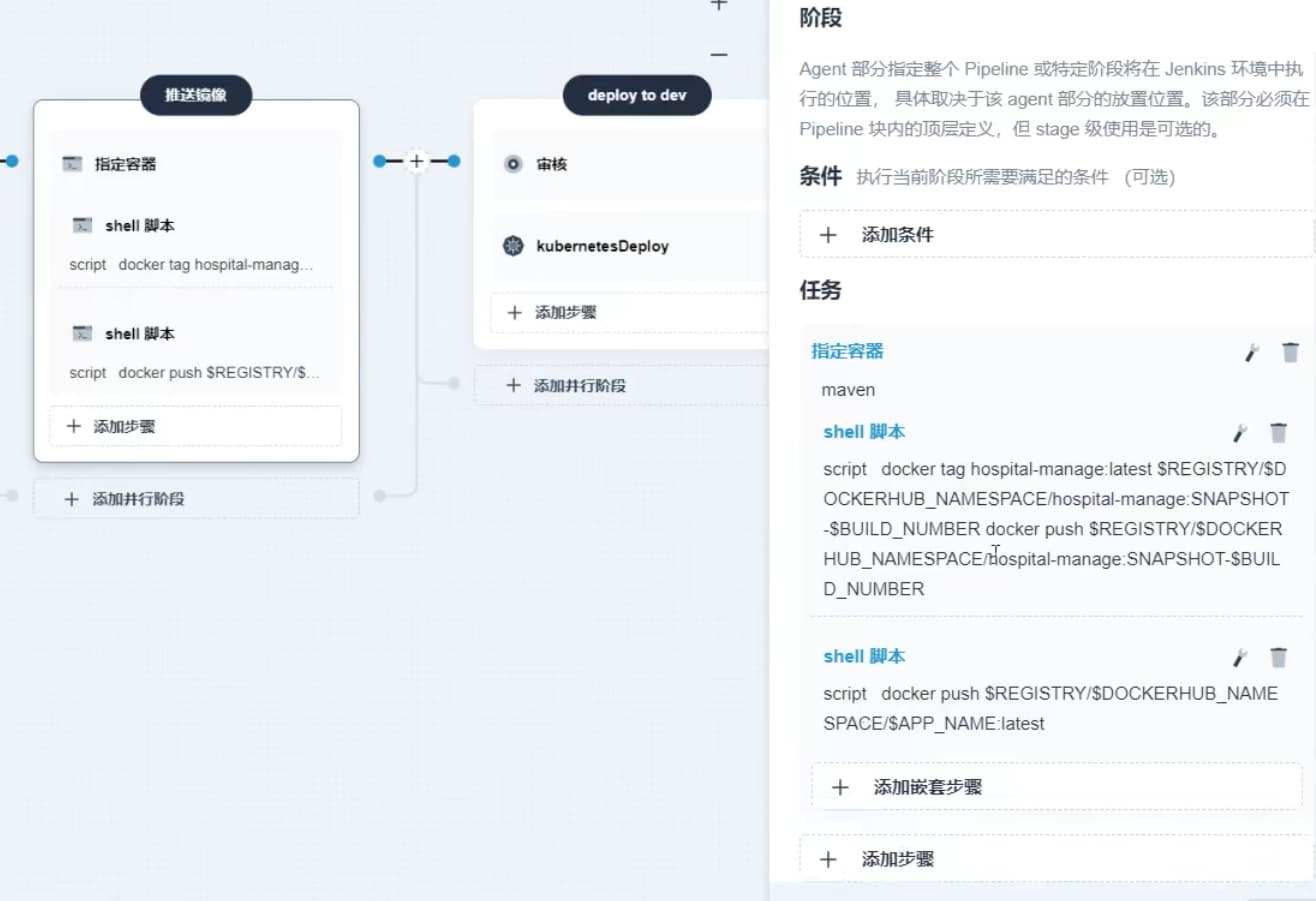 推送镜像
指定容器
shell 脚本
script docker tag hospital-manag...
shell 脚本
script docker push $REGISTRY/$...
添加步骤
添加并行阶段
deploy to dev
审核
kubernetesDeploy
添加步骤
添加并行阶段
阶段
Agent 部分指定整个 Pipeline 或特定阶段将在 Jenkins 环境中执
行的位置， 具体取决于该 agent 部分的放置位置。该部分必须在
Pipeline 块内的顶层定义，但 stage 级使用是可选的。
条件 执行当前阶段所需要满足的条件 (可选)
添加条件
任务
指定容器
maven
shell 脚本
script docker tag hospital-manage:latest $REGISTRY/$D
OCKERHUB_NAMESPACE/hospital-manage:SNAPSHOT
-$BUILD_NUMBER docker push $REGISTRY/$DOCKER
HUB_NAMESPACE/hospital-manage:SNAPSHOT-$BUIL
D_NUMBER
shell 脚本
script docker push $REGISTRY/$DOCKERHUB_NAME
SPACE/$APP_NAME:latest
添加嵌套步骤
添加步骤